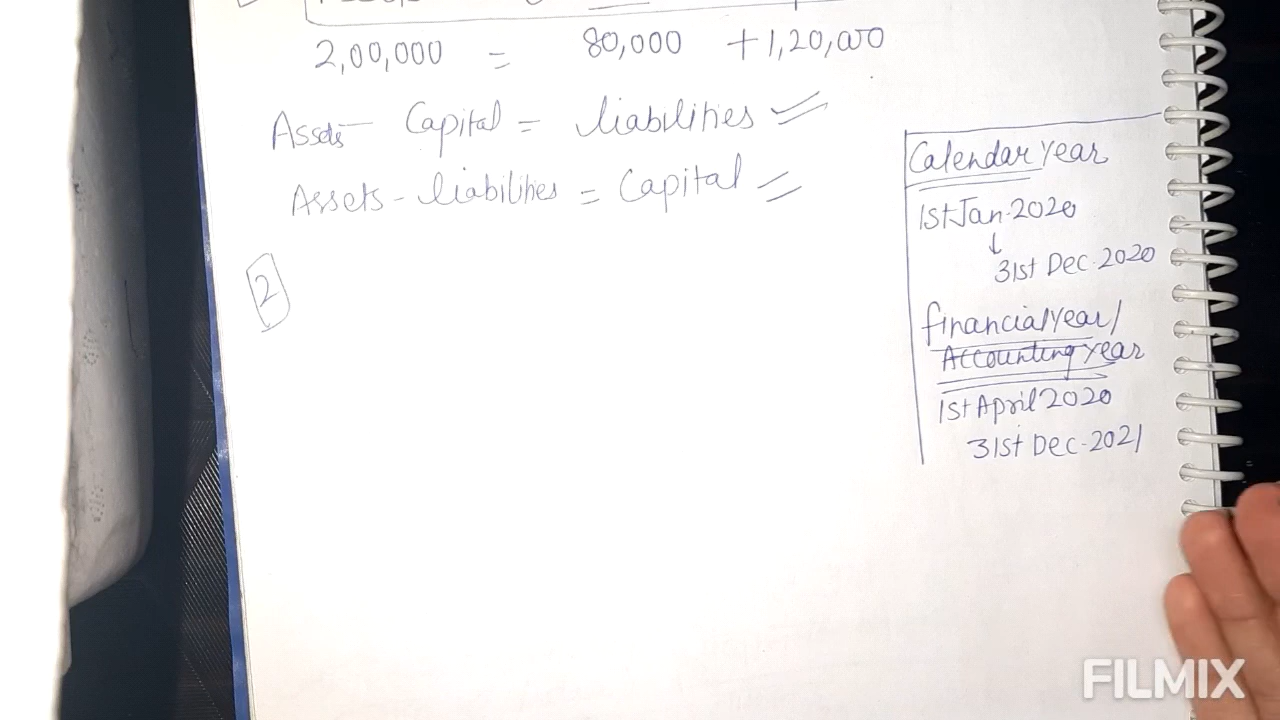 2,00,000 = 80,000 + 1,20,000
Assets - Capital = liabilities
Assets - liabilities = Capital
2
Calendar year
1st Jan. 2020
↓
31st Dec. 2020
financial year/
Accounting year
1st April 2020
31st Dec. 2021
FILMIX